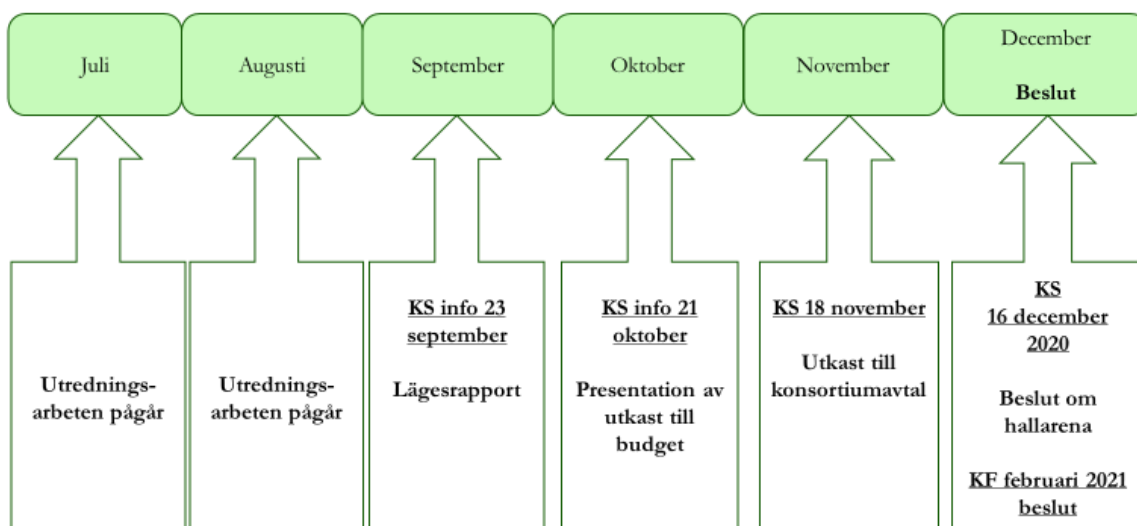 Juli
Augusti
September
Oktober
November
December
Beslut
Utrednings-
arbeten pågår
Utrednings-
arbeten pågår
KS info 23
september
Lägesrapport
KS info 21
oktober
Presentation av
utkast till
budget
KS 18 november
Utkast till
konsortiumavtal
KS
16 december
2020
Beslut om
hallarena
KF februari 2021
beslut